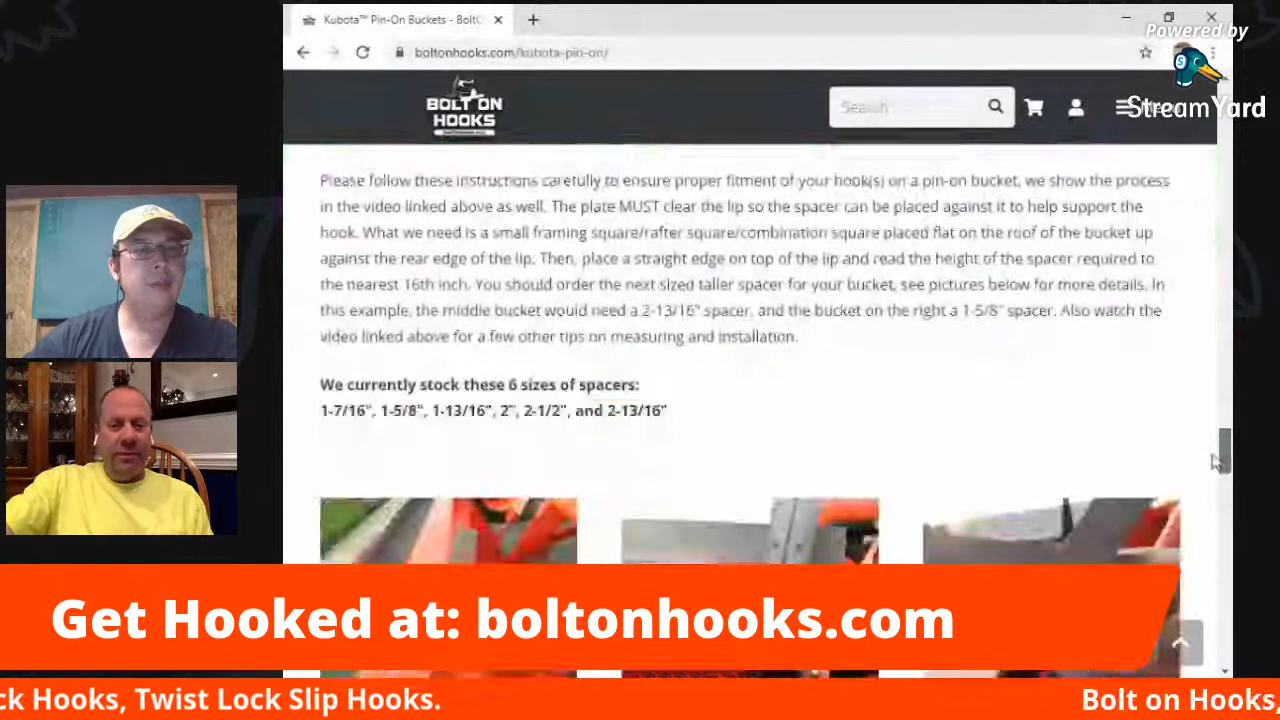 Kubota™ Pin-On Buckets - Bolt
boltonhooks.com/kubota-pin-on/
Powered by
StreamYard
BOLT ON
HOOKS
Search
Please follow these instructions carefully to ensure proper fitment of your hook(s) on a pin-on bucket, we show the process
in the video linked above as well. The plate MUST clear the lip so the spacer can be placed against it to help support the
hook. What we need is a small framing square/rafter square/combination square placed flat on the roof of the bucket up
against the rear edge of the lip. Then, place a straight edge on top of the lip and read the height of the spacer required to
the nearest 16th inch. You should order the next sized taller spacer for your bucket, see pictures below for more details. In
this example, the middle bucket would need a 2-13/16" spacer, and the bucket on the right a 1-5/8" spacer. Also watch the
video linked above for a few other tips on measuring and installation.
We currently stock these 6 sizes of spacers:
1-7/16", 1-5/8", 1-13/16", 2", 2-1/2", and 2-13/16"
Get Hooked at: boltonhooks.com
ck Hooks, Twist Lock Slip Hooks.
Bolt on Hooks,